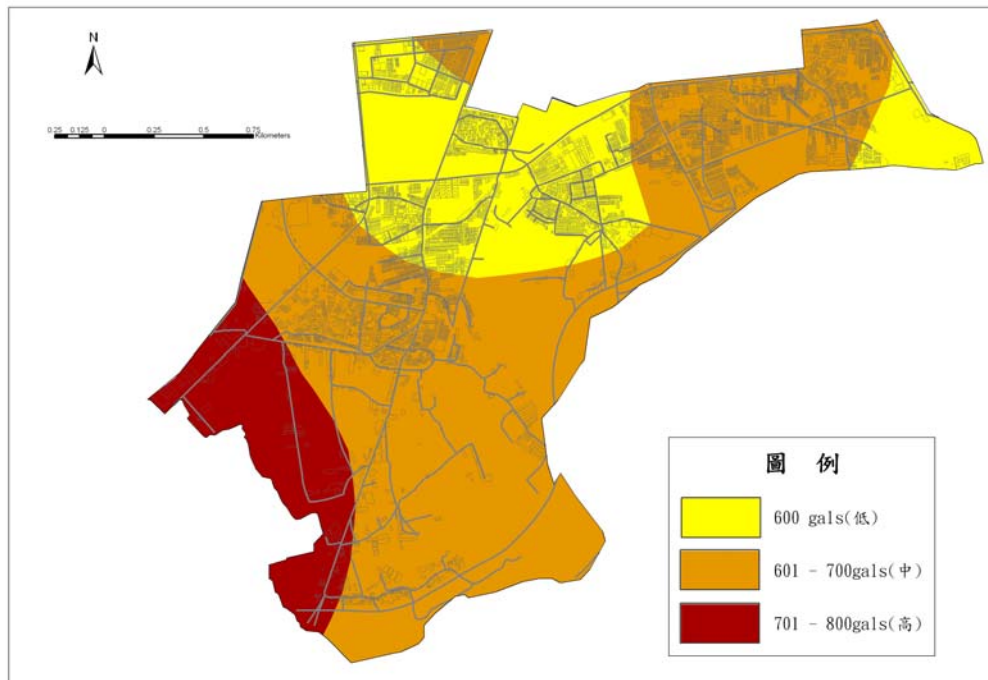 N
0.25 0.125 0 0.25 0.5 0.75
Kilometers
圖 例
600 gals(低)
601 - 700gals(中)
701 - 800gals(高)